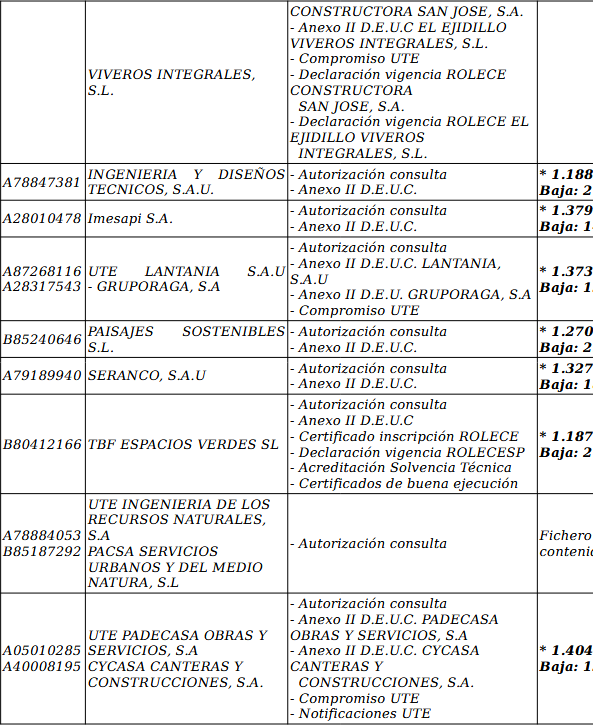 VIVEROS INTEGRALES,
S.L.
CONSTRUCTORA SAN JOSE, S.A.
- Anexo II D.E.U.C EL EJIDILLO
VIVEROS INTEGRALES, S.L.
- Compromiso UTE
- Declaración vigencia ROLECE
CONSTRUCTORA
SAN JOSE, S.A.
- Declaración vigencia ROLECE EL
EJIDILLO VIVEROS
INTEGRALES, S.L.
A78847381
INGENIERIA Y DISEÑOS
TECNICOS, S.A.U.
- Autorización consulta
- Anexo II D.E.U.C.
* 1.188
Baja: 2
A28010478
Imesapi S.A.
- Autorización consulta
- Anexo II D.E.U.C.
* 1.379
Baja: 1
A87268116
A28317543
UTE LANTANIA S.A.U
- GRUPORAGA, S.A
- Autorización consulta
- Anexo II D.E.U.C. LANTANIA,
S.A.U
- Anexo II D.E.U. GRUPORAGA, S.A
- Compromiso UTE
* 1.373
Baja: 1
B85240646
PAISAJES SOSTENIBLES
S.L.
- Autorización consulta
- Anexo II D.E.U.C.
* 1.270
Baja: 2
A79189940
SERANCO, S.A.U
- Autorización consulta
- Anexo II D.E.U.C.
* 1.327
Baja: 1
B80412166
TBF ESPACIOS VERDES SL
- Autorización consulta
- Anexo II D.E.U.C
- Certificado inscripción ROLECE
- Declaración vigencia ROLECESP
- Acreditación Solvencia Técnica
- Certificados de buena ejecución
* 1.187
Baja: 2
A78884053
B85187292
UTE INGENIERIA DE LOS
RECURSOS NATURALES,
S.A
PACSA SERVICIOS
URBANOS Y DEL MEDIO
NATURA, S.L
- Autorización consulta
Fichero
A05010285
A40008195
UTE PADECASA OBRAS Y
SERVICIOS, S.A
CYCASA CANTERAS Y
CONSTRUCCIONES, S.A.
- Autorización consulta
- Anexo II D.E.U.C. PADECASA
OBRAS Y SERVICIOS, S.A
- Anexo II D.E.U.C. CYCASA
CANTERAS Y
CONSTRUCCIONES, S.A.
- Compromiso UTE
- Notificaciones UTE
* 1.404
Baja: 1